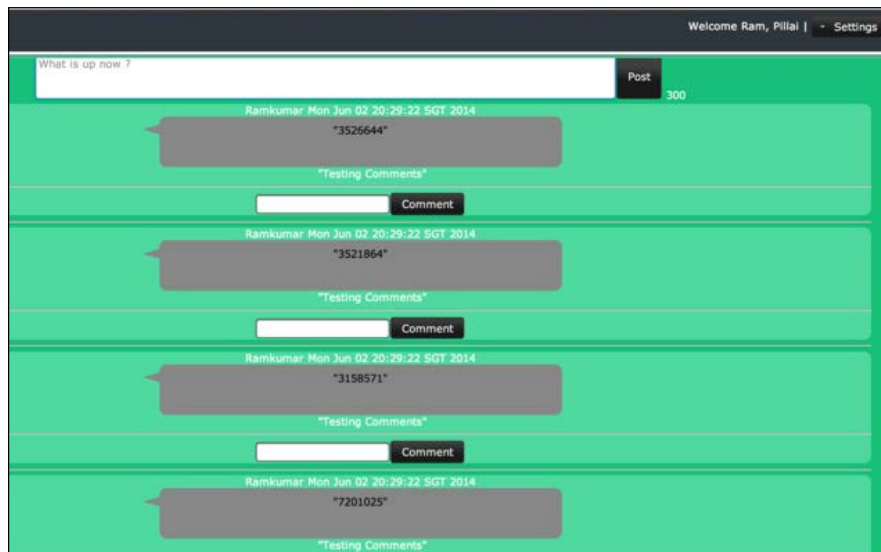 Welcome Ram, Pillai | - Settings
What is up now ?
Post
300
Ramkumar Mon Jun 02 20:29:22 SGT 2014
"3526644"
"Testing Comments"
Comment
Ramkumar Mon Jun 02 20:29:22 SGT 2014
"3521864"
"Testing Comments"
Comment
Ramkumar Mon Jun 02 20:29:22 SGT 2014
"3158571"
"Testing Comments"
Comment
Ramkumar Mon Jun 02 20:29:22 SGT 2014
"7201025"
"Testing Comments"